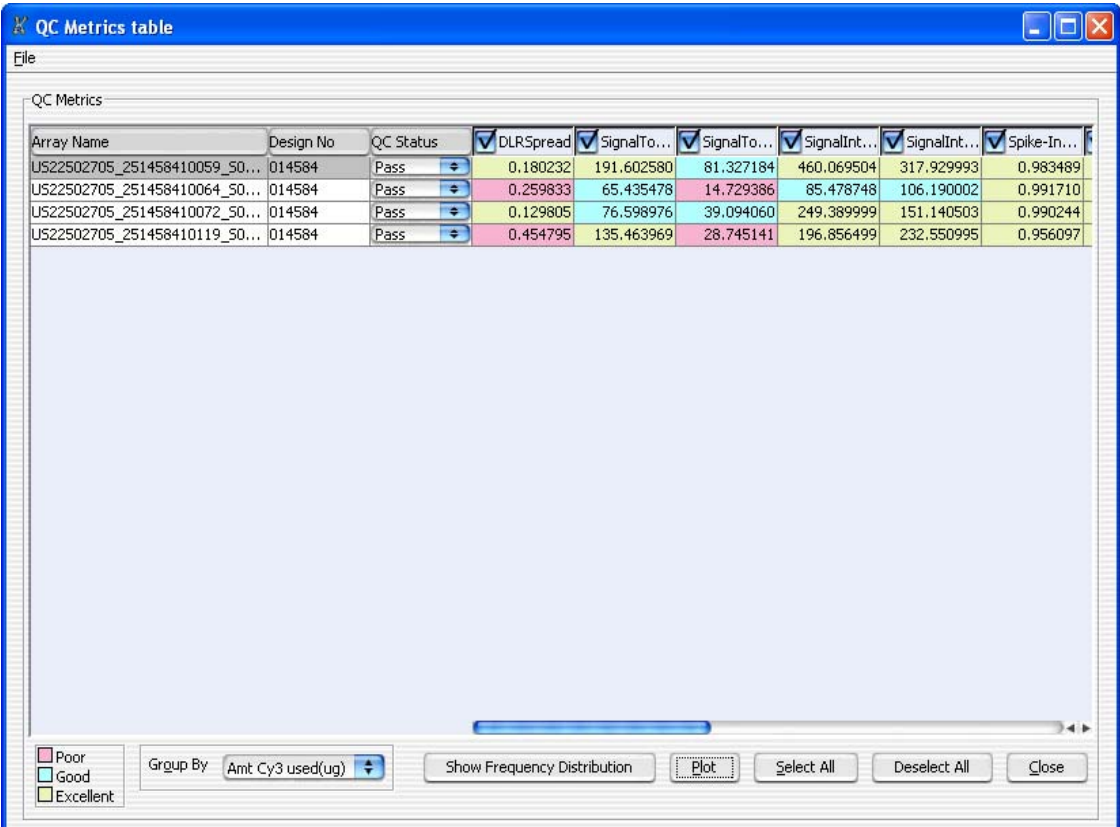 QC Metrics table
File
QC Metrics
Array Name Design No QC Status DLRSpread SignalTo... SignalTo... SignalInt... SignalInt... Spike-In...
US22502705_251458410059_S0... 014584 Pass 0.180232 191.602580 81.327184 460.069504 317.929993 0.983489
US22502705_251458410064_S0... 014584 Pass 0.259833 65.435478 14.729386 85.478748 106.190002 0.991710
US22502705_251458410072_S0... 014584 Pass 0.129805 76.598976 39.094060 249.389999 151.140503 0.990244
US22502705_251458410119_S0... 014584 Pass 0.454795 135.463969 28.745141 196.856499 232.550995 0.956097
Poor
Good
Excellent
Group By Amt Cy3 used(ug) Show Frequency Distribution Plot Select All Deselect All Close